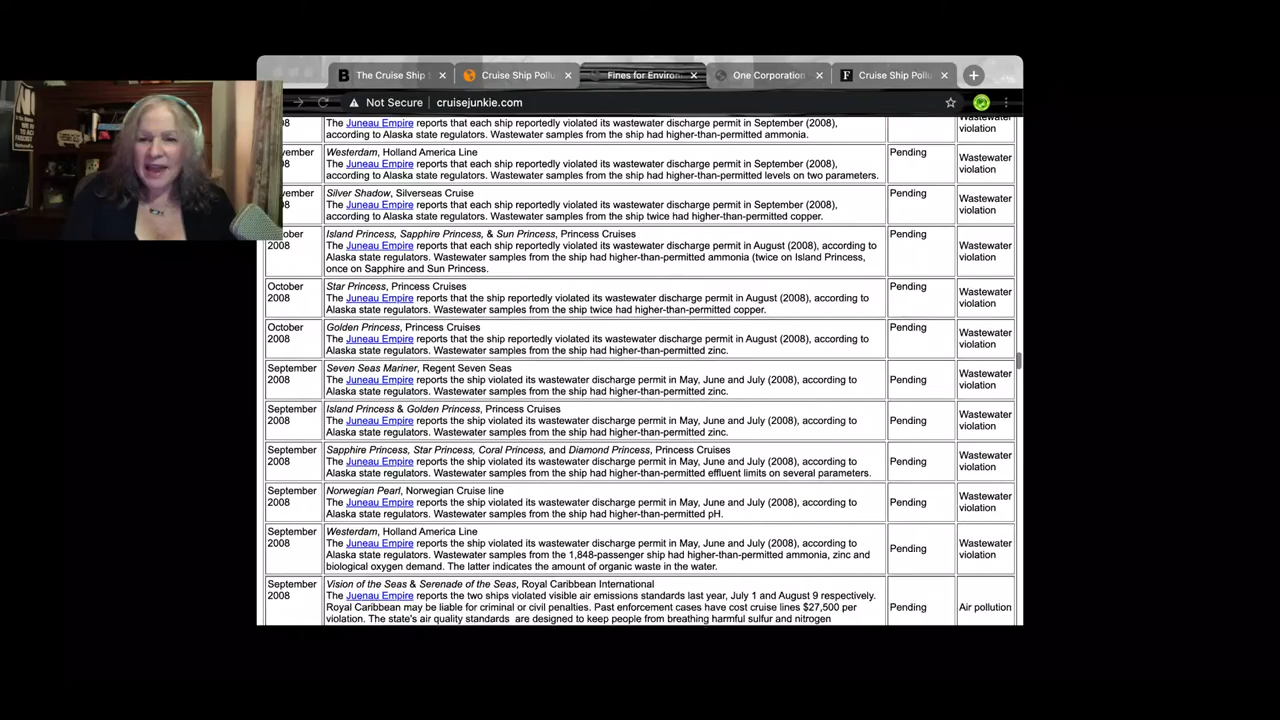 The Cruise Ship
Cruise Ship Pollu
Fines for Environ
One Corporation
Cruise Ship Pollu
Not Secure
cruisejunkie.com
08
The Juneau Empire reports that each ship reportedly violated its wastewater discharge permit in September (2008),
according to Alaska state regulators. Wastewater samples from the ship had higher-than-permitted ammonia.
Wastewater
violation
vember
2008
Westerdam, Holland America Line
The Juneau Empire reports that each ship reportedly violated its wastewater discharge permit in September (2008),
according to Alaska state regulators. Wastewater samples from the ship had higher-than-permitted levels on two parameters.
Pending
Wastewater
violation
vember
2008
Silver Shadow, Silverseas Cruise
The Juneau Empire reports that each ship reportedly violated its wastewater discharge permit in September (2008),
according to Alaska state regulators. Wastewater samples from the ship twice had higher-than-permitted copper.
Pending
Wastewater
violation
ober
2008
Island Princess, Sapphire Princess, & Sun Princess, Princess Cruises
The Juneau Empire reports that each ship reportedly violated its wastewater discharge permit in August (2008), according to
Alaska state regulators. Wastewater samples from the ship had higher-than-permitted ammonia (twice on Island Princess,
once on Sapphire and Sun Princess.
Pending
Wastewater
violation
October
2008
Star Princess, Princess Cruises
The Juneau Empire reports that the ship reportedly violated its wastewater discharge permit in August (2008), according to
Alaska state regulators. Wastewater samples from the ship twice had higher-than-permitted copper.
Pending
Wastewater
violation
October
2008
Golden Princess, Princess Cruises
The Juneau Empire reports that the ship reportedly violated its wastewater discharge permit in August (2008), according to
Alaska state regulators. Wastewater samples from the ship had higher-than-permitted zinc.
Pending
Wastewater
violation
September
2008
Seven Seas Mariner, Regent Seven Seas
The Juneau Empire reports the ship violated its wastewater discharge permit in May, June and July (2008), according to
Alaska state regulators. Wastewater samples from the ship had higher-than-permitted zinc.
Pending
Wastewater
violation
September
2008
Island Princess & Golden Princess, Princess Cruises
The Juneau Empire reports the ship violated its wastewater discharge permit in May, June and July (2008), according to
Alaska state regulators. Wastewater samples from the ship had higher-than-permitted zinc.
Pending
Wastewater
violation
September
2008
Sapphire Princess, Star Princess, Coral Princess, and Diamond Princess, Princess Cruises
The Juneau Empire reports the ship violated its wastewater discharge permit in May, June and July (2008), according to
Alaska state regulators. Wastewater samples from the ship had higher-than-permitted effluent limits on several parameters.
Pending
Wastewater
violation
September
2008
Norwegian Pearl, Norwegian Cruise line
The Juneau Empire reports the ship violated its wastewater discharge permit in May, June and July (2008), according to
Alaska state regulators. Wastewater samples from the ship had higher-than-permitted pH.
Pending
Wastewater
violation
September
2008
Westerdam, Holland America Line
The Juneau Empire reports the ship violated its wastewater discharge permit in May, June and July (2008), according to
Alaska state regulators. Wastewater samples from the 1,848-passenger ship had higher-than-permitted ammonia, zinc and
biological oxygen demand. The latter indicates the amount of organic waste in the water.
Pending
Wastewater
violation
September
2008
Vision of the Seas & Serenade of the Seas, Royal Caribbean International
The Juenau Empire reports the two ships violated visible air emissions standards last year, July 1 and August 9 respectively.
Royal Caribbean may be liable for criminal or civil penalties. Past enforcement cases have cost cruise lines $27,500 per
violation. The state's air quality standards are designed to keep people from breathing harmful sulfur and nitrogen
Pending
Air pollution